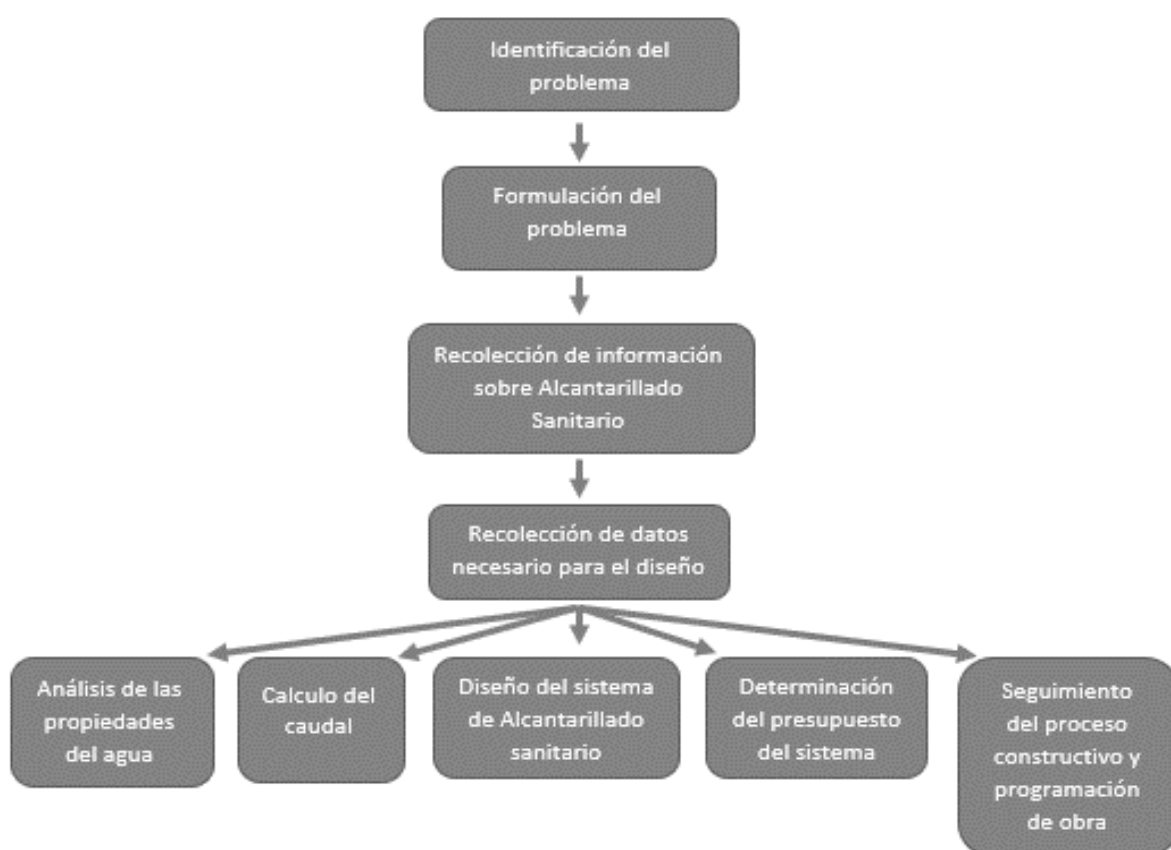 Identificación del
problema
Formulación del
problema
Recolección de información
sobre Alcantarillado
Sanitario
Recolección de datos
necesario para el diseño
Análisis de las
propiedades
del agua
Calculo del
caudal
Diseño del sistema
de Alcantarillado
sanitario
Determinación
del presupuesto
del sistema
Seguimiento
del proceso
constructivo y
programación
de obra